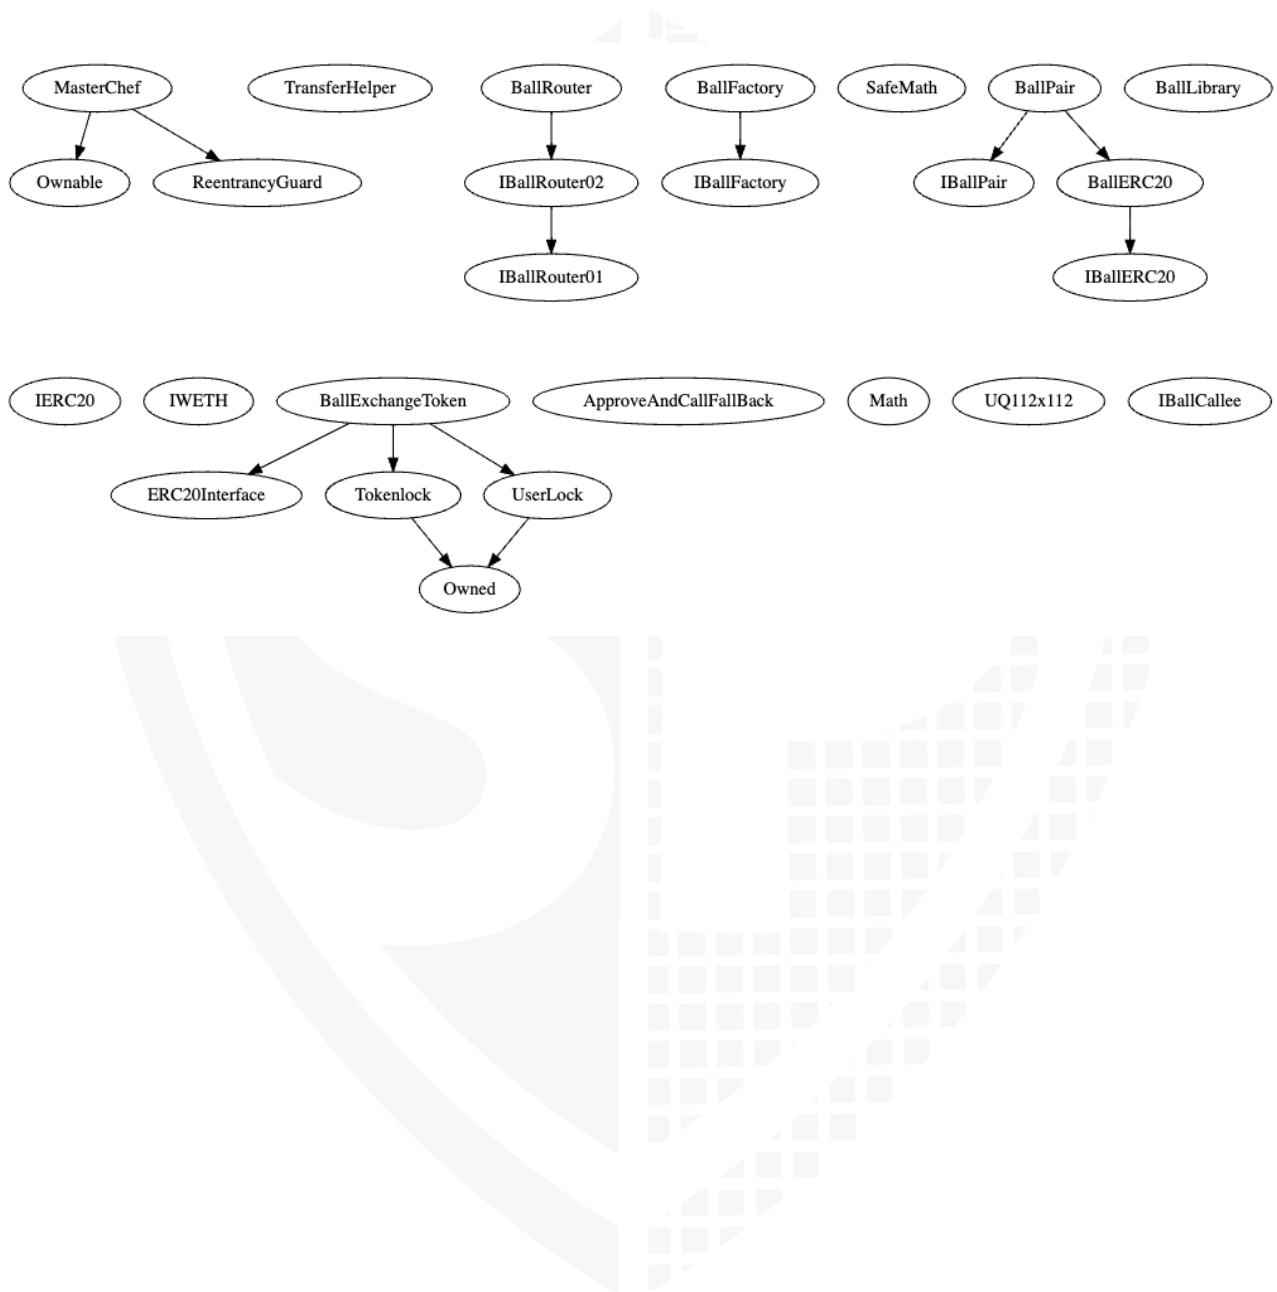 MasterChef TransferHelper BallRouter BallFactory SafeMath BallPair BallLibrary
Ownable ReentrancyGuard IBallRouter02 IBallFactory IBallPair BallERC20
IBallRouter01 IBallERC20
IERC20 IWETH BallExchangeToken ApproveAndCallFallBack Math UQ112x112 IBallCallee
ERC20Interface Tokenlock UserLock
Owned